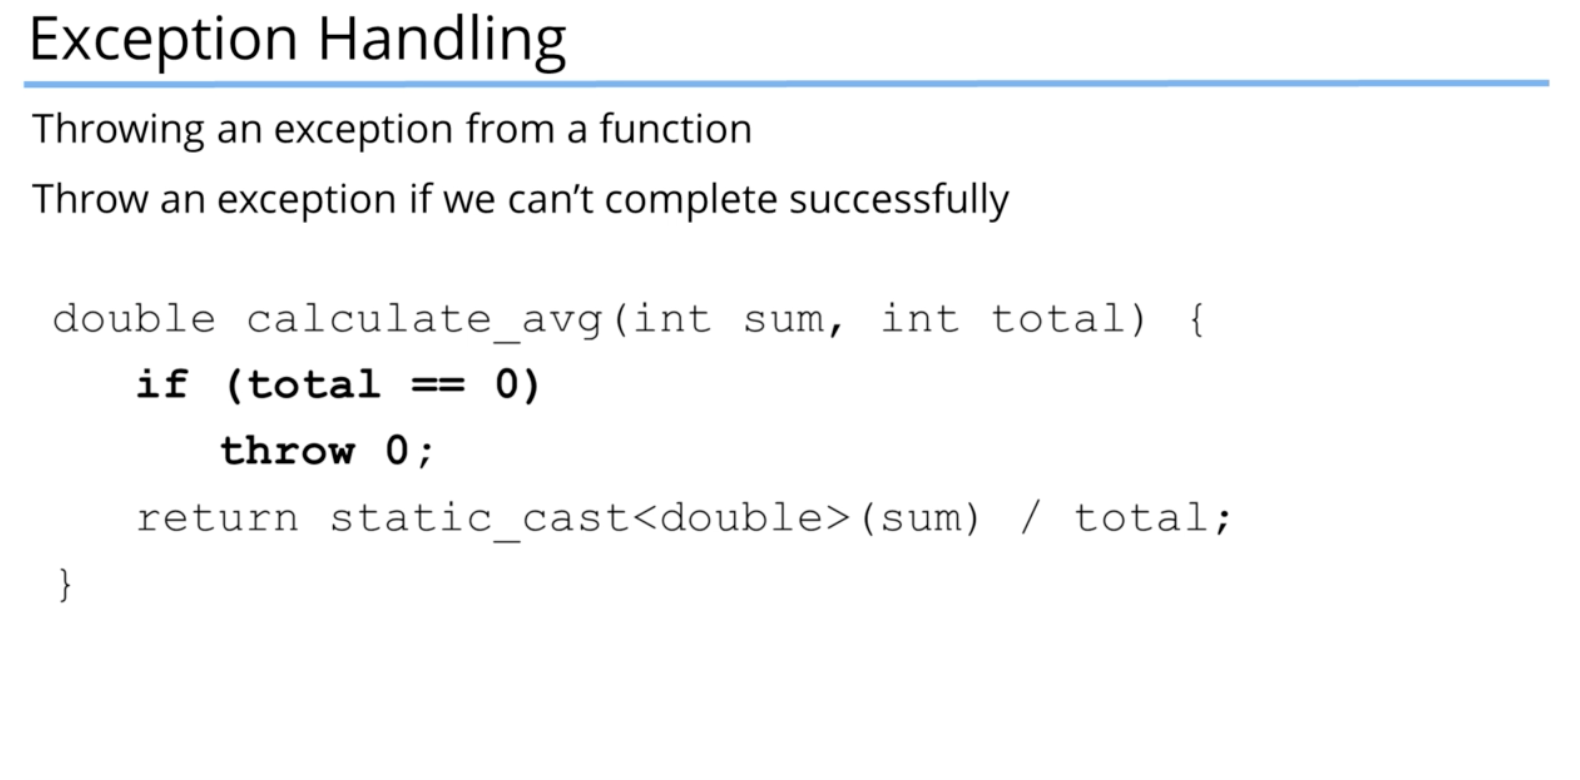 Exception Handling
Throwing an exception from a function
Throw an exception if we can’t complete successfully
double calculate_avg(int sum, int total) {
if (total == 0)
throw 0;
return static_cast<double>(sum) / total;
}